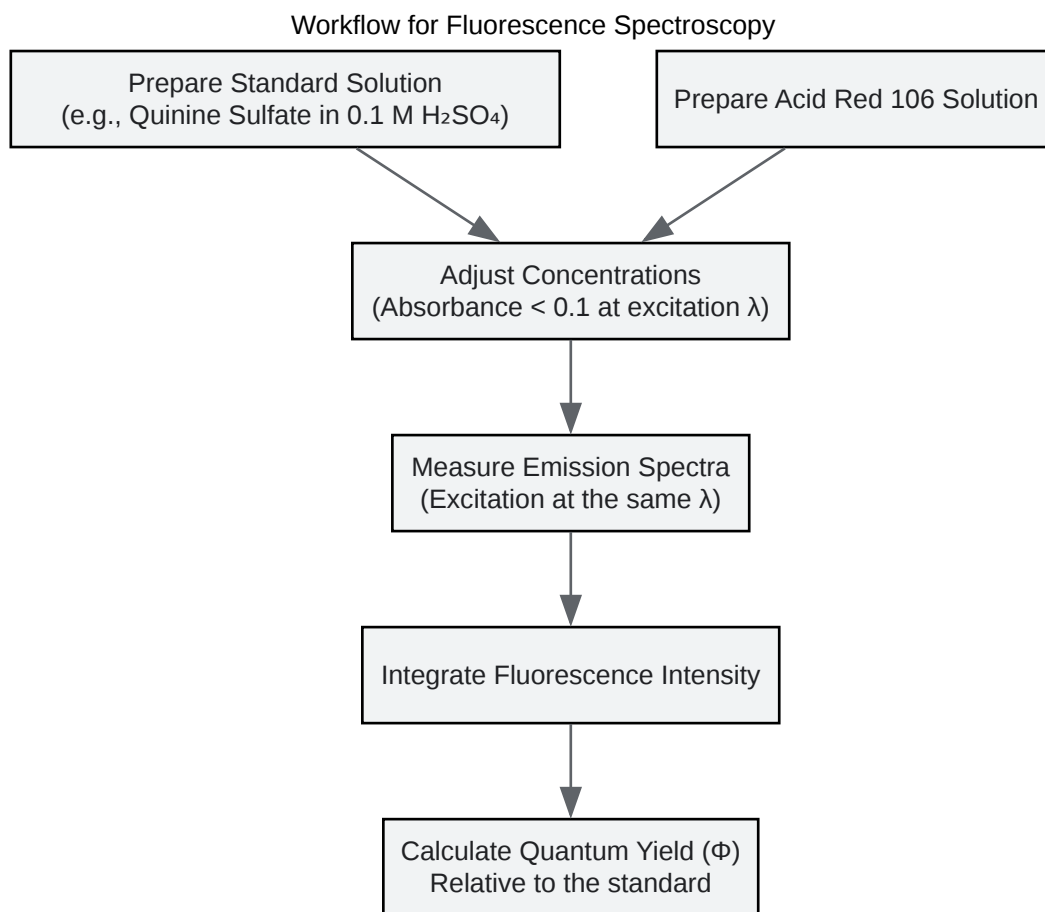 Workflow for Fluorescence Spectroscopy
Prepare Standard Solution
(e.g., Quinine Sulfate in 0.1 M H₂SO₄)
Prepare Acid Red 106 Solution
Adjust Concentrations
(Absorbance < 0.1 at excitation λ)
Measure Emission Spectra
(Excitation at the same λ)
Integrate Fluorescence Intensity
Calculate Quantum Yield (Φ)
Relative to the standard